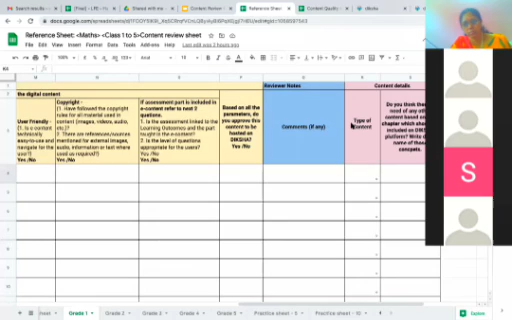 Reference Sheet: <Maths> <Class 1 to 5>Content review sheet
File Edit View Insert Format Data Tools Add-ons Help Last edit was 2 hours ago
Reviewer Notes
Content details
the digital content
User Friendly -
(1. Is a content
technically
easy-to-use and
navigate for the
user?)
Yes /No
Copyright -
(1. Have followed the
copyright rules
for all material used in
content (images, videos, audio,
etc.)?
2. There are references/sources
mentioned for external images,
audio, information or text where
used as required?)
Yes /No
If assessment part is included in
e-content refer to next 2
questions.
1. Is the assessment linked to the
Learning Outcomes and the part
taught in the e-content?
2. Is the level of questions
appropriate for the users?
Yes /No
Yes /No
Based on all the
parameters, do
you approve this
content to be
hosted on
DIKSHA?
Yes /No
Comments (if any)
Type of
Content
Do you think the
need of any oth
content based on
chapter which sho
included on DIKS
platform? Write d
name of those
concepts.
S
Grade 1 Grade 2 Grade 3 Grade 4 Grade 5 Practice sheet - 5 Practice sheet - 10
Explore